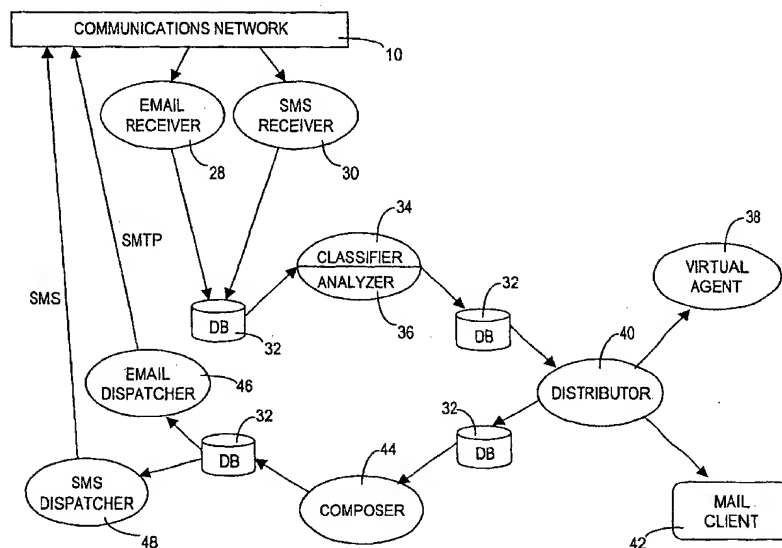 COMMUNICATIONS NETWORK
10
EMAIL
RECEIVER
28
SMS
RECEIVER
30
34
CLASSIFIER
ANALYZER
36
38
VIRTUAL
AGENT
SMTP
SMS
DB
32
32
DB
40
DISTRIBUTOR
EMAIL
DISPATCHER
46
32
DB
32
DB
44
COMPOSER
SMS
DISPATCHER
48
MAIL
CLIENT
42